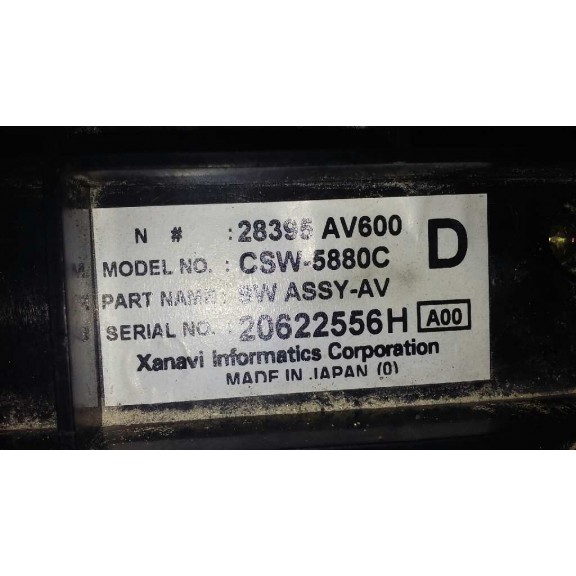 N # : 28395 AV600 D
MODEL NO. : CSW-5880C
PART NAME : SW ASSY-AV
SERIAL NO. : 20622556H A00
Xanavi Informatics Corporation
MADE IN JAPAN (0)